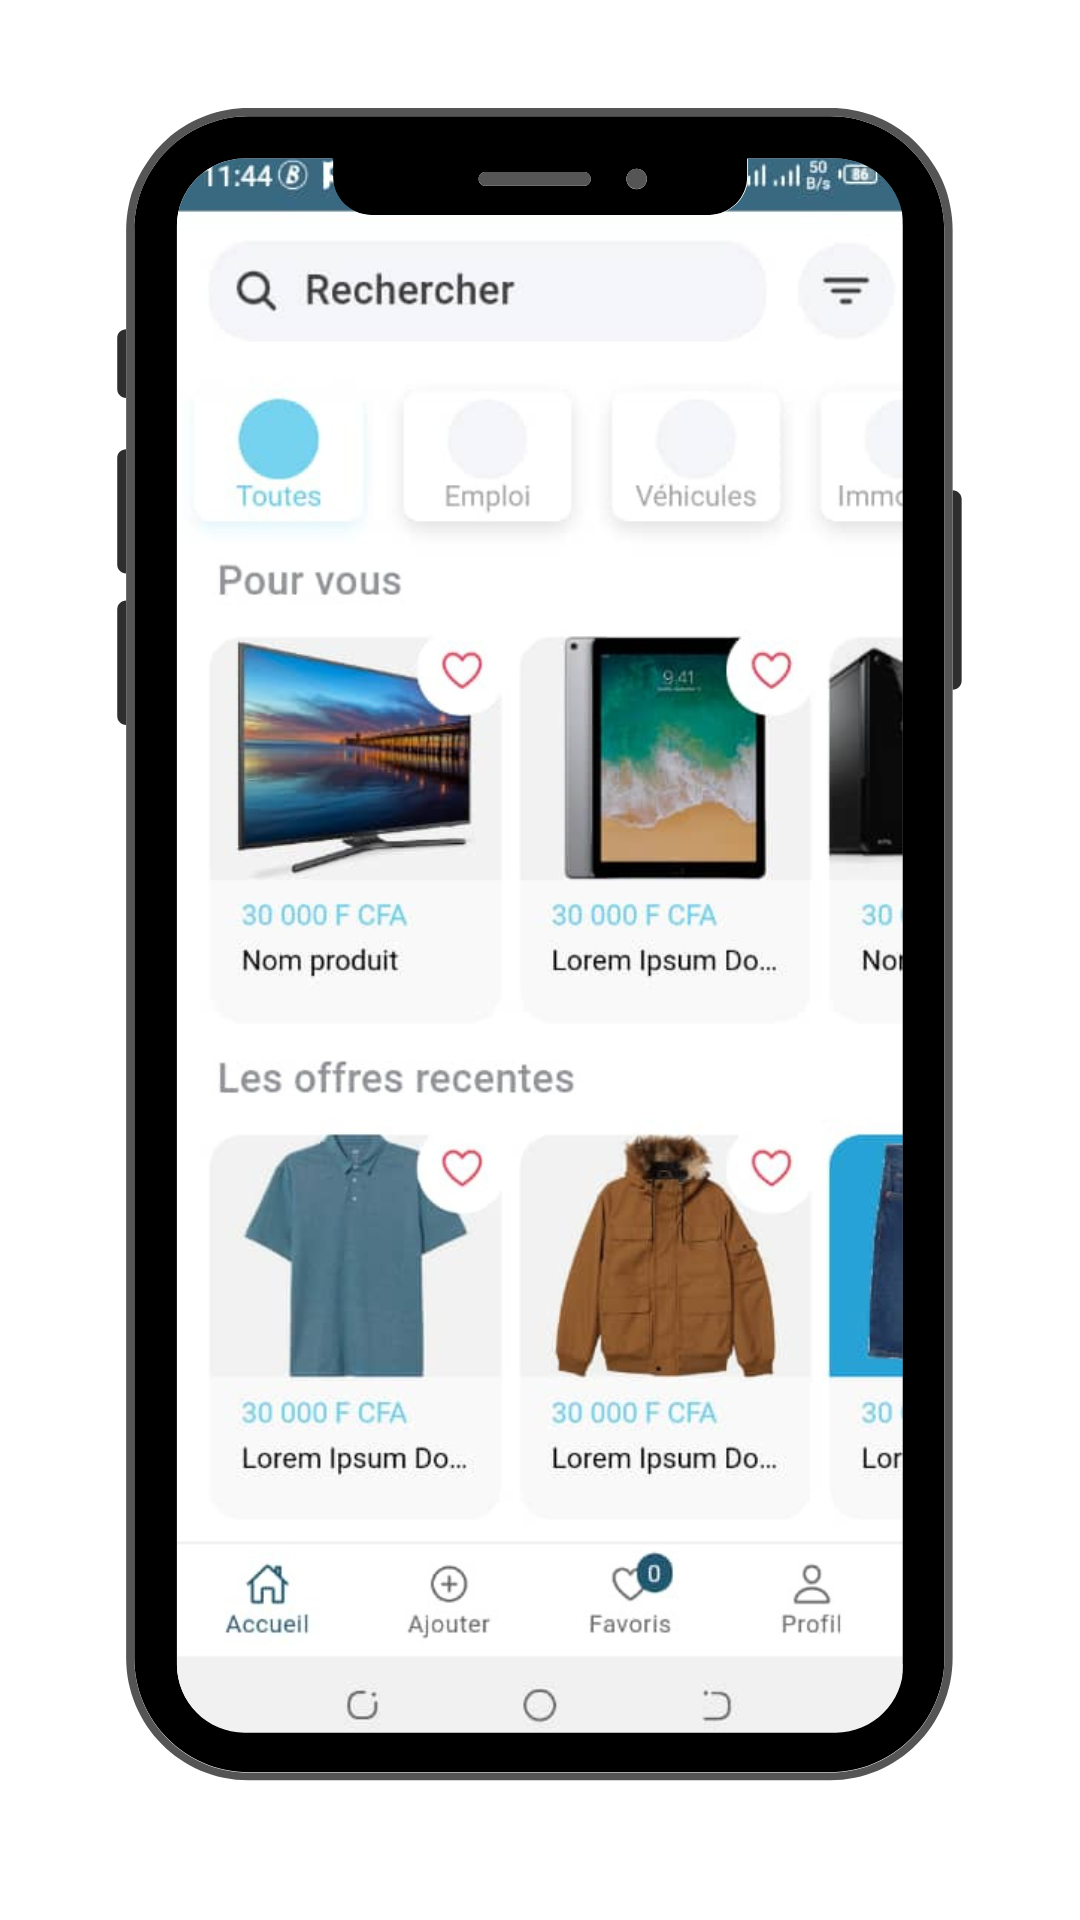 11:44
50
B/s
86
Rechercher
Toutes
Emploi
Véhicules
Immo
Pour vous
9:41
30 000 F CFA
30 000 F CFA
30
Nom produit
Lorem Ipsum Do...
Nor
Les offres recentes
30 000 F CFA
30 000 F CFA
30
Lorem Ipsum Do...
Lorem Ipsum Do...
Lor
0
Accueil
Ajouter
Favoris
Profil